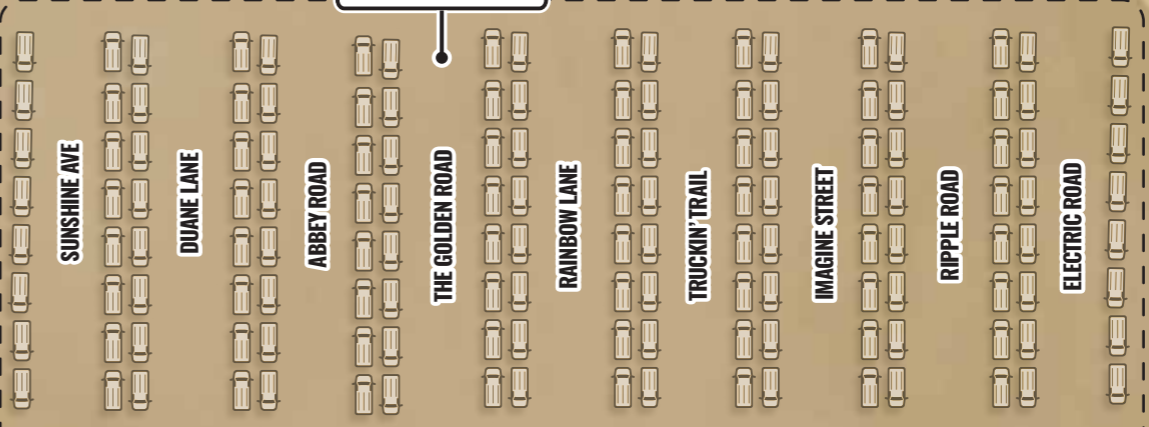 SUNSHINE AVE
DUANE LANE
ABBEY ROAD
THE GOLDEN ROAD
RAINBOW LANE
TRUCKIN' TRAIL
IMAGINE STREET
RIPPLE ROAD
ELECTRIC ROAD